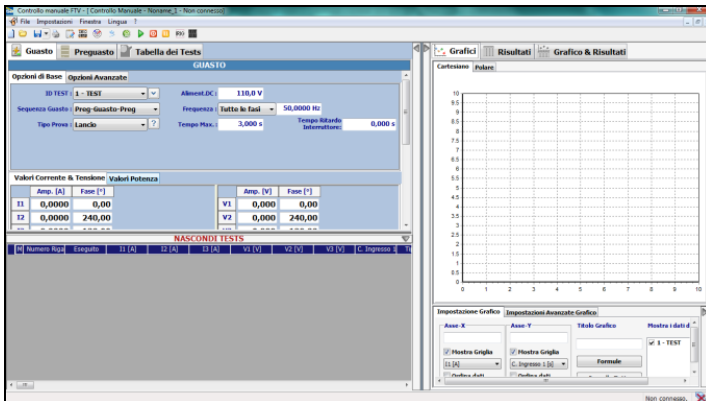 Controllo manuale FTV - [ Controllo Manuale - Noname_1 - Non connesso]
File Impostazioni Finestra Lingue ?
Guasto Preguasto Tabella dei Tests
GUASTO
Opzioni di Base Opzioni Avanzate
ID TEST : 1 - TEST Aliment.DC : 110,0 V
Sequenza Guasto : Preg-Guasto-Preg Frequenza : Tutte le fasi 50,0000 Hz
Tipo Prova : Lancio ? Tempo Max. : 3,000 s Tempo Ritardo Interruttore: 0,000 s
Valori Corrente & Tensione Valori Potenza
Amp. [A] Fase [°] Amp. [V] Fase [°]
I1 0,0000 0,00 V1 0,000 0,00
I2 0,0000 240,00 V2 0,000 240,00
NASCONDI TESTS
M Numero Riga Eseguito I1 [A] I2 [A] I3 [A] V1 [V] V2 [V] V3 [V] C. Ingresso 1
Grafici Risultati Grafico & Risultati
Cartesiano Polare
10
9.5
9
8.5
8
7.5
7
6.5
6
5.5
5
4.5
4
3.5
3
2.5
2
1.5
1
0.5
0
0 1 2 3 4 5 6 7 8 9 10
Impostazione Grafico Impostazioni Avanzate Grafico
Asse-X Asse-Y Titolo Grafico Mostra i dati d
Mostra Griglia Mostra Griglia 1 - TEST
I1 [A] C. Ingresso 1 [s] Formule
Ordina dati Ordina dati
Non connesso.